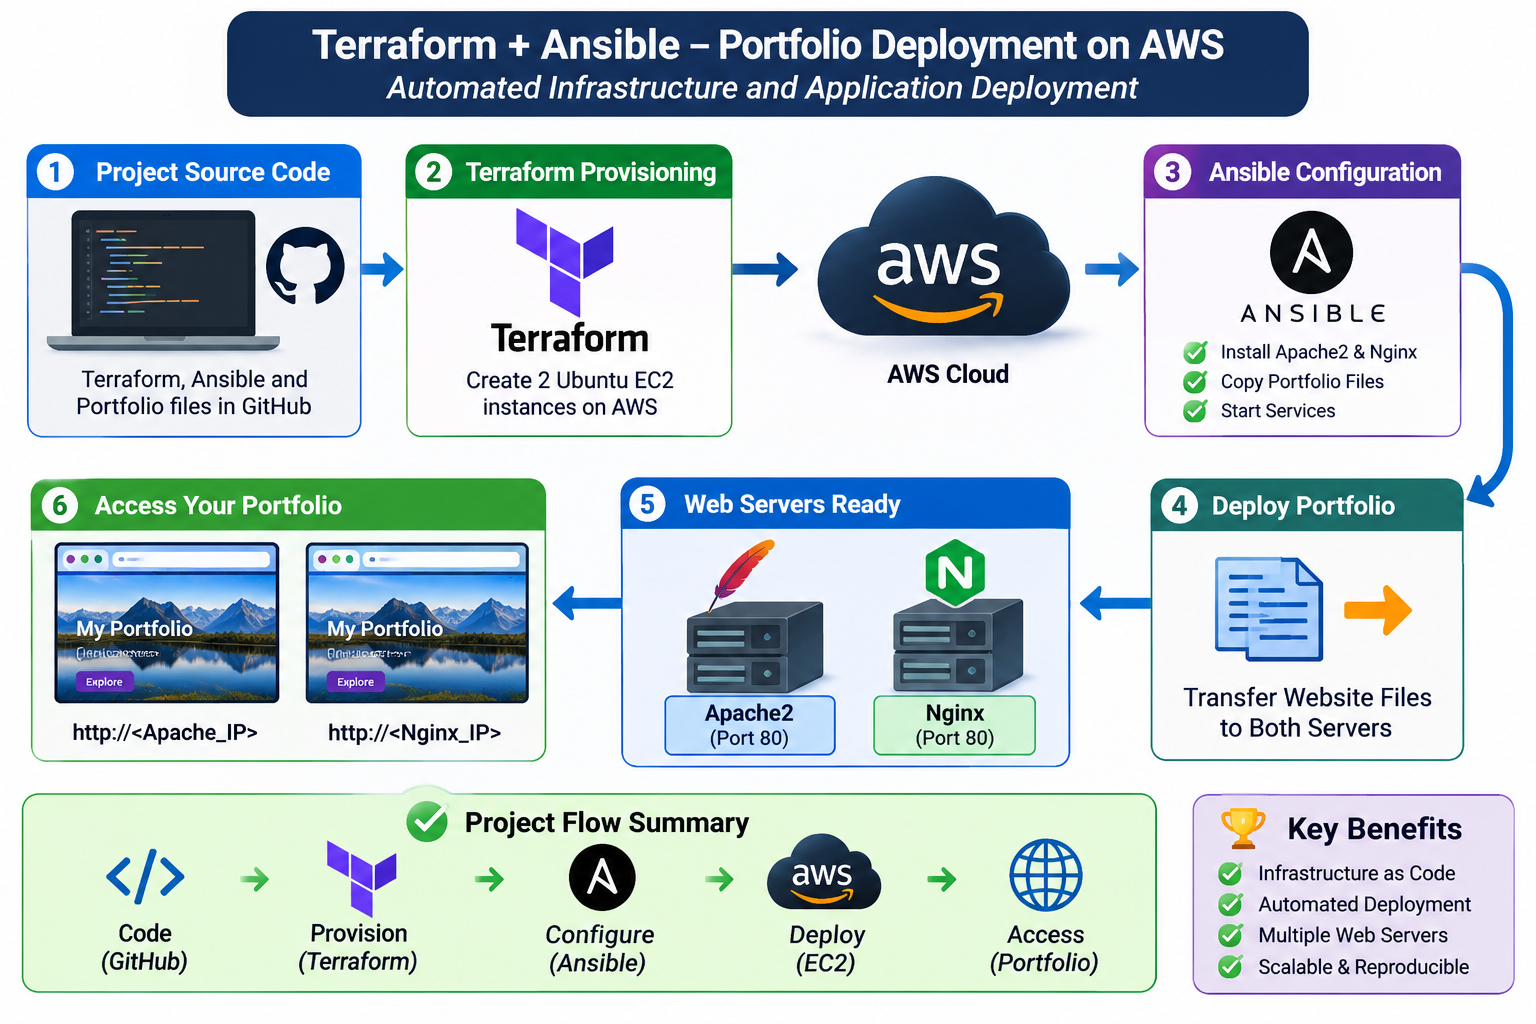 Terraform + Ansible – Portfolio Deployment on AWS
Automated Infrastructure and Application Deployment
1 Project Source Code
Terraform, Ansible and
Portfolio files in GitHub
2 Terraform Provisioning
Terraform
Create 2 Ubuntu EC2
instances on AWS
aws
AWS Cloud
3 Ansible Configuration
A
ANSIBLE
Install Apache2 & Nginx
Copy Portfolio Files
Start Services
6 Access Your Portfolio
My Portfolio
Explore
http://<Apache_IP>
My Portfolio
Explore
http://<Nginx_IP>
5 Web Servers Ready
N
Apache2
(Port 80)
Nginx
(Port 80)
4 Deploy Portfolio
Transfer Website Files
to Both Servers
Project Flow Summary
</>
Code
(GitHub)
Provision
(Terraform)
A
Configure
(Ansible)
aws
Deploy
(EC2)
Access
(Portfolio)
Key Benefits
Infrastructure as Code
Automated Deployment
Multiple Web Servers
Scalable & Reproducible